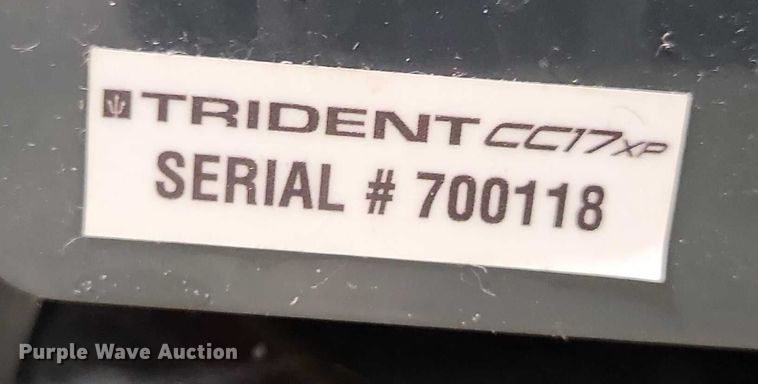 TRIDENT CC17XP
SERIAL # 700118
Purple Wave Auction